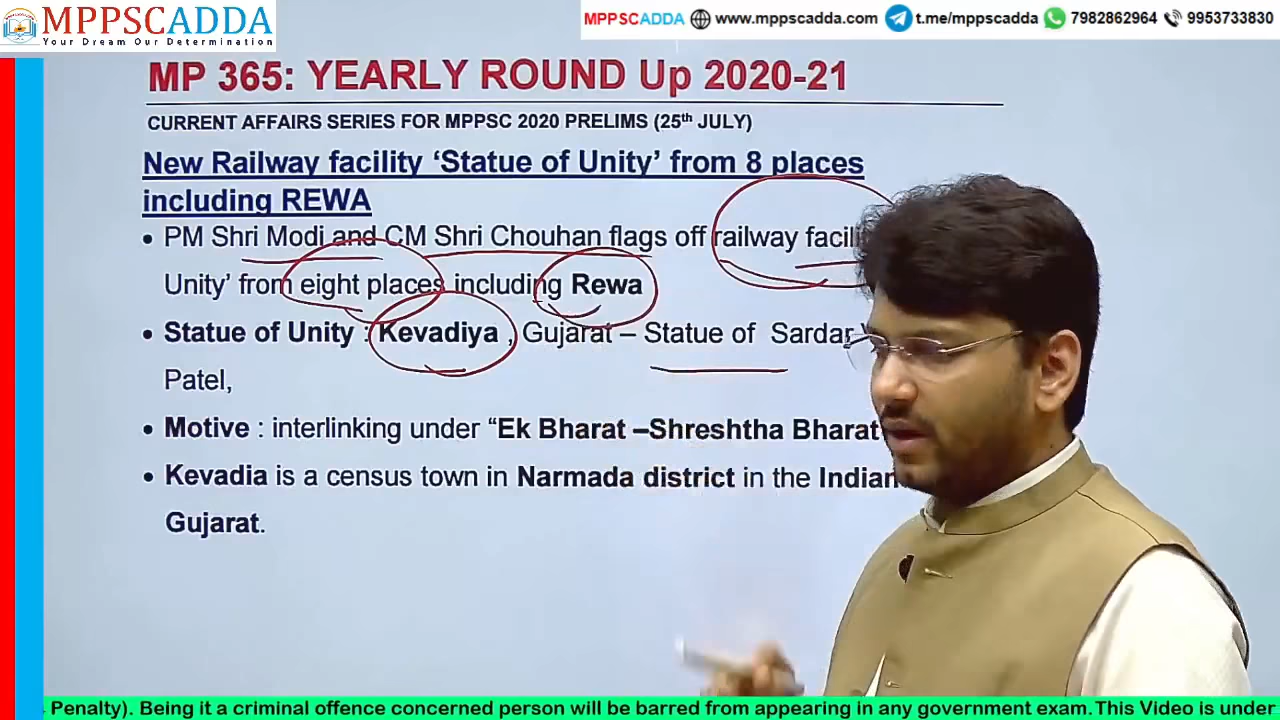 MPPSCADDA
Your Dream Our Determination
MPPSCADDA www.mppscadda.com t.me/mppscadda 7982862964 9953733830
MP 365: YEARLY ROUND Up 2020-21
CURRENT AFFAIRS SERIES FOR MPPSC 2020 PRELIMS (25th JULY)
New Railway facility ‘Statue of Unity’ from 8 places
including REWA
• PM Shri Modi and CM Shri Chouhan flags off railway
Unity’ from eight places including Rewa
• Statue of Unity : Kevadiya , Gujarat – Statue of Sardar
Patel,
• Motive : interlinking under “Ek Bharat –Shreshtha Bharat
• Kevadia is a census town in Narmada district in the Indian
Gujarat.
Penalty). Being it a criminal offence concerned person will be barred from appearing in any government exam.This Video is under